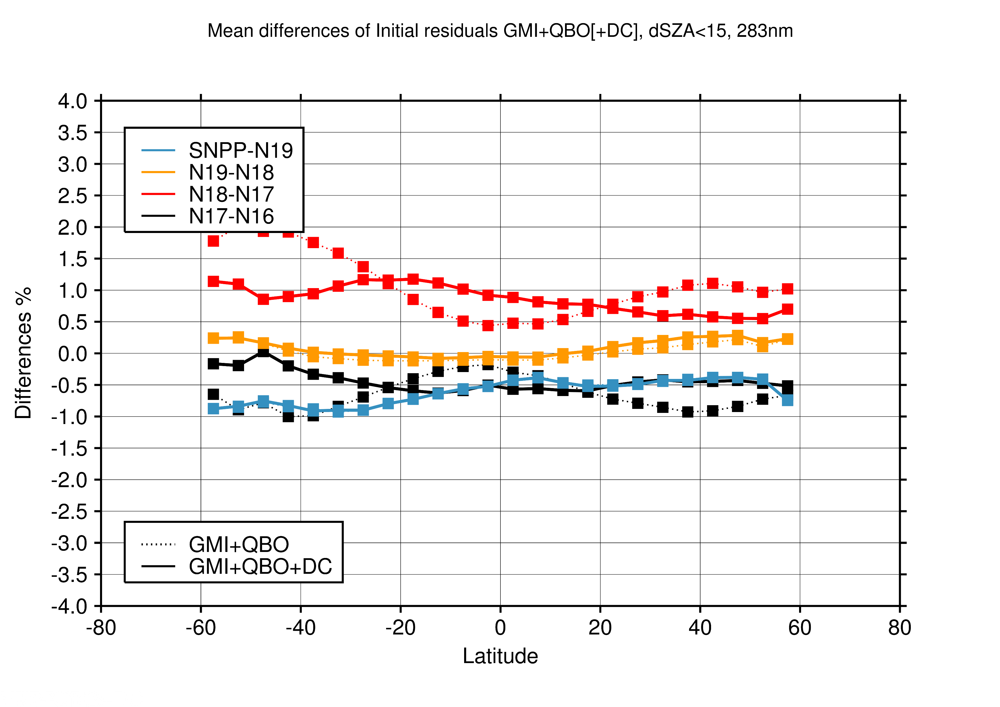 Mean differences of Initial residuals GMI+QBO[+DC], dSZA<15, 283nm
4.0
3.5
3.0
2.5
2.0
1.5
1.0
0.5
0.0
-0.5
-1.0
-1.5
-2.0
-2.5
-3.0
-3.5
-4.0
Differences %
SNPP-N19
N19-N18
N18-N17
N17-N16
GMI+QBO
GMI+QBO+DC
-80 -60 -40 -20 0 20 40 60 80
Latitude